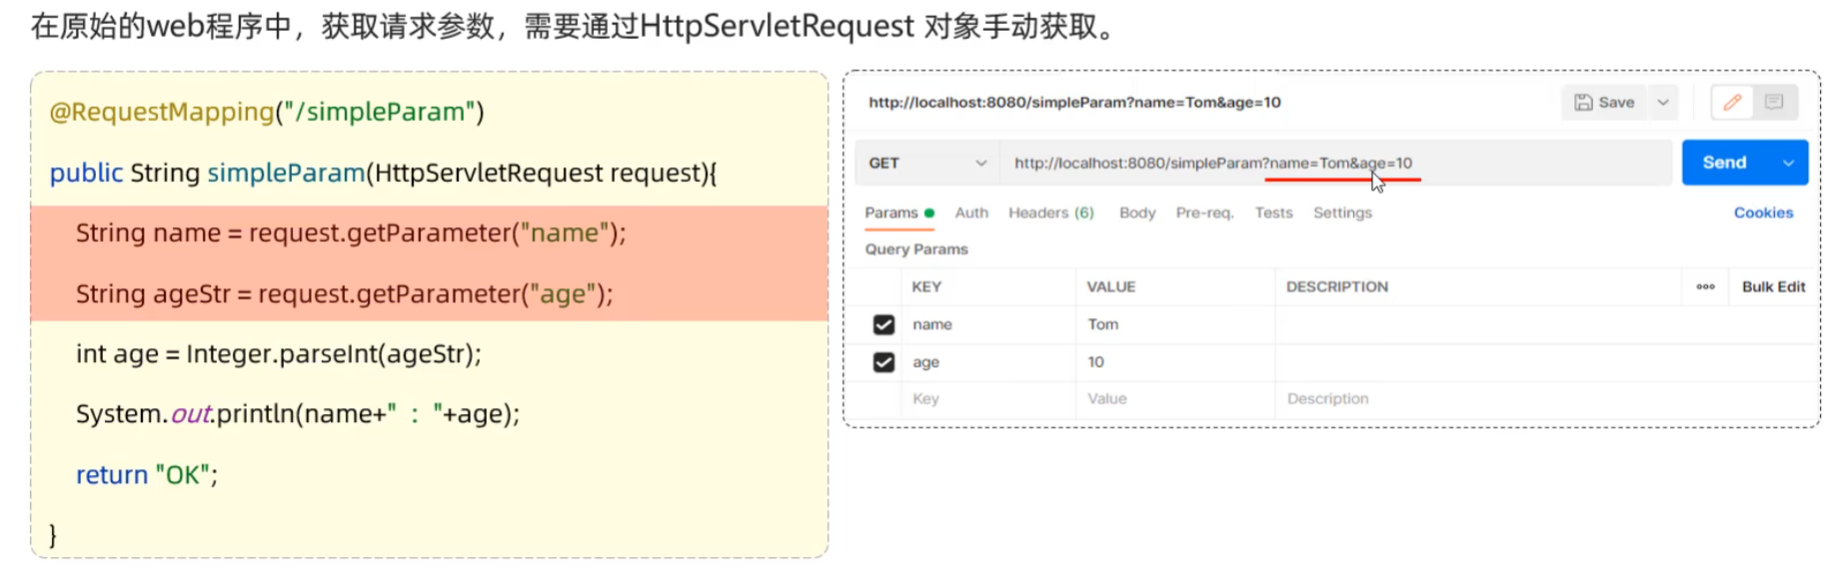 在原始的web程序中，获取请求参数，需要通过HttpServletRequest 对象手动获取。
@RequestMapping("/simpleParam")
public String simpleParam(HttpServletRequest request){
String name = request.getParameter("name");
String ageStr = request.getParameter("age");
int age = Integer.parseInt(ageStr);
System.out.println(name+" : "+age);
return "OK";
}
http://localhost:8080/simpleParam?name=Tom&age=10 Save
GET http://localhost:8080/simpleParam?name=Tom&age=10 Send
Params Auth Headers (6) Body Pre-req. Tests Settings Cookies
Query Params
KEY VALUE DESCRIPTION ooo Bulk Edit
name Tom
age 10
Key Value Description